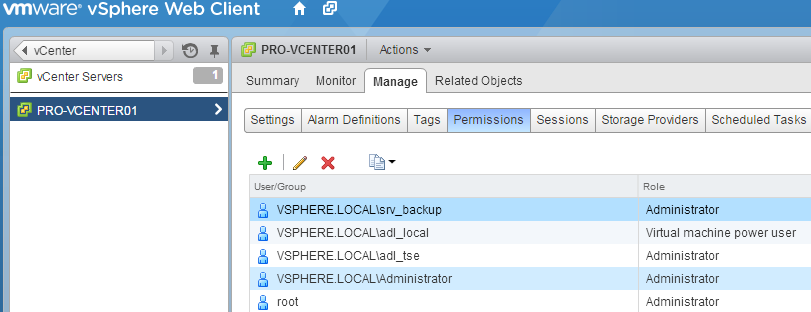 vmware® vSphere Web Client
vCenter
vCenter Servers 1
PRO-VCENTER01
PRO-VCENTER01 Actions
Summary Monitor Manage Related Objects
Settings Alarm Definitions Tags Permissions Sessions Storage Providers Scheduled Tasks
User/Group Role
VSPHERE.LOCAL\srv_backup Administrator
VSPHERE.LOCAL\adl_local Virtual machine power user
VSPHERE.LOCAL\adl_tse Administrator
VSPHERE.LOCAL\Administrator Administrator
root Administrator